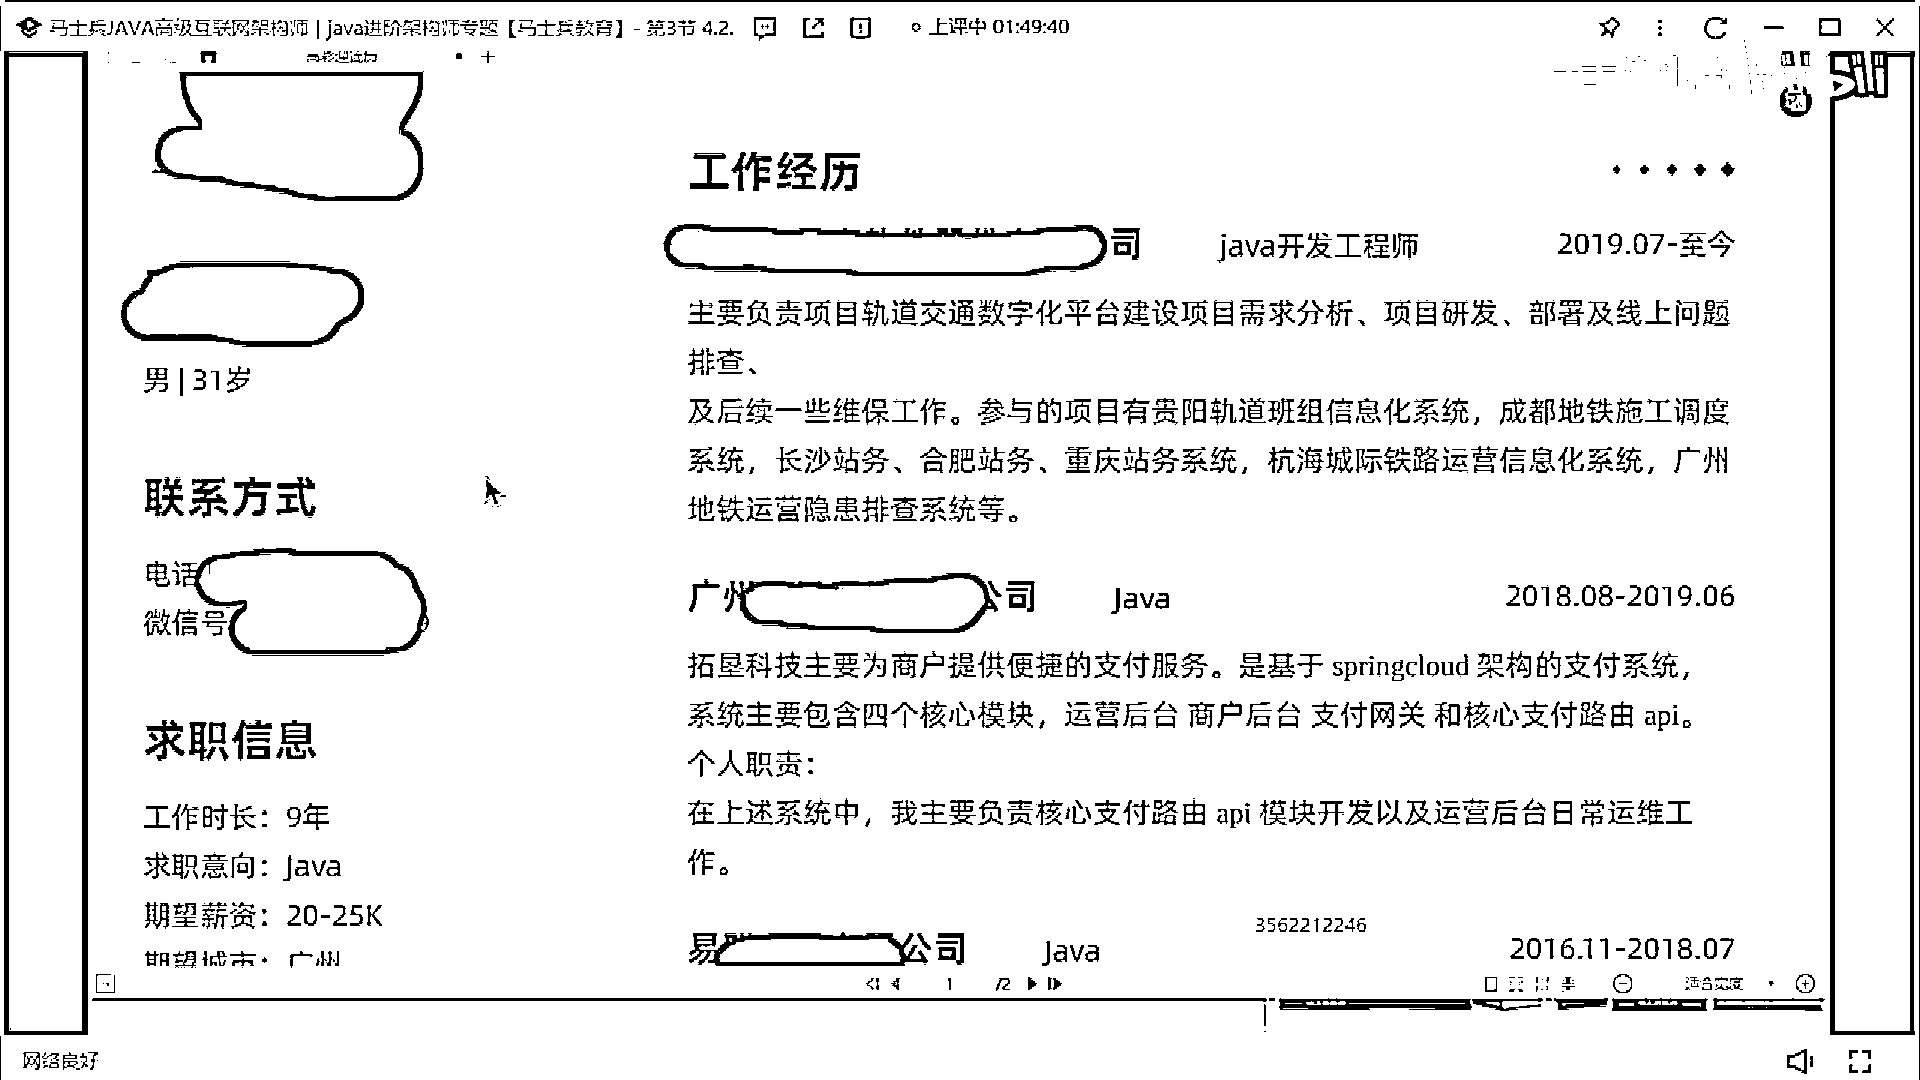 马士兵JAVA高级互联网架构师 | java进阶架构师专题【马士兵教育】- 第3节 4.2.
上课中 01:49:40
男 | 31岁
联系方式
电话
微信号
求职信息
工作时长：9年
求职意向：Java
期望薪资：20-25K
期望城市：广州
工作经历
司 java开发工程师 2019.07-至今
主要负责项目轨道交通数字化平台建设项目需求分析、项目研发、部署及线上问题
排查、
及后续一些维保工作。参与的项目有贵阳轨道班组信息化系统，成都地铁施工调度
系统，长沙站务、合肥站务、重庆站务系统，杭海城际铁路运营信息化系统，广州
地铁运营隐患排查系统等。
广州 公司 Java 2018.08-2019.06
拓垦科技主要为商户提供便捷的支付服务。是基于 springcloud 架构的支付系统，
系统主要包含四个核心模块，运营后台 商户后台 支付网关 和核心支付路由 api。
个人职责：
在上述系统中，我主要负责核心支付路由 api 模块开发以及运营后台日常运维工
作。
3562212246
易 公司 Java 2016.11-2018.07
1 /2
适合宽度
网络良好